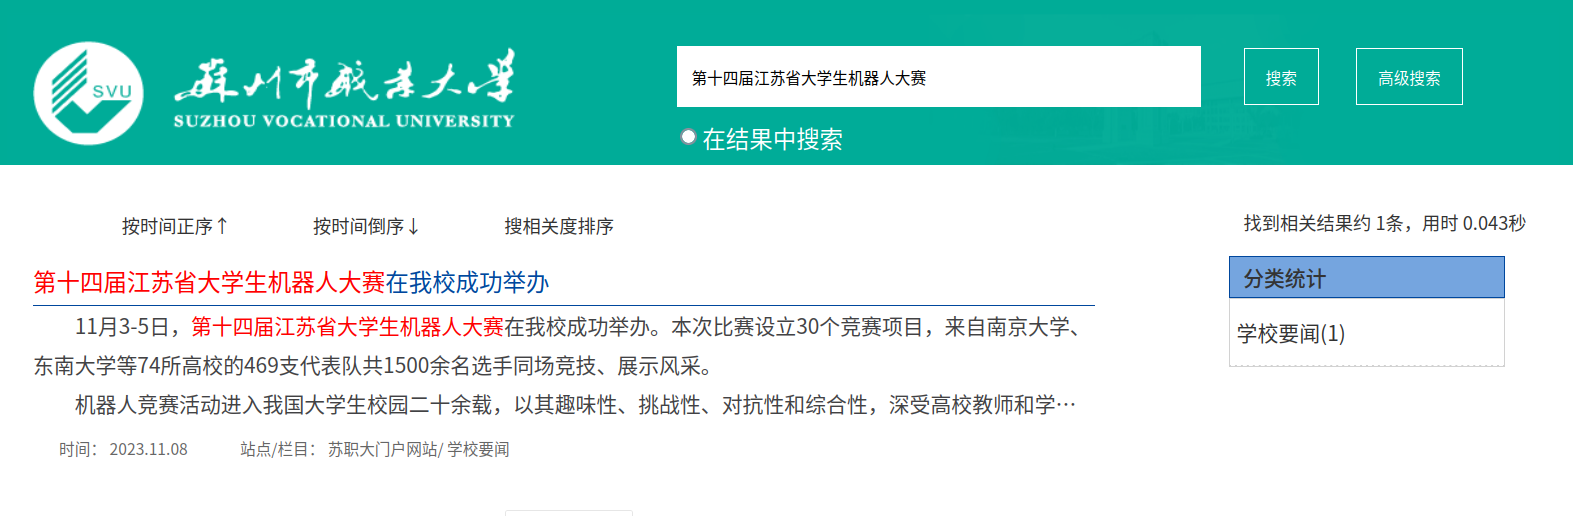 SVU
蘇州市職業大學
SUZHOU VOCATIONAL UNIVERSITY
第十四届江苏省大学生机器人大赛
搜索
高级搜索
在结果中搜索
按时间正序↑ 按时间倒序↓ 搜相关度排序
找到相关结果约 1条，用时 0.043秒
第十四届江苏省大学生机器人大赛在我校成功举办
11月3-5日，第十四届江苏省大学生机器人大赛在我校成功举办。本次比赛设立30个竞赛项目，来自南京大学、
东南大学等74所高校的469支代表队共1500余名选手同场竞技、展示风采。
机器人竞赛活动进入我国大学生校园二十余载，以其趣味性、挑战性、对抗性和综合性，深受高校教师和学…
时间： 2023.11.08 站点/栏目： 苏职大门户网站/ 学校要闻
分类统计
学校要闻(1)